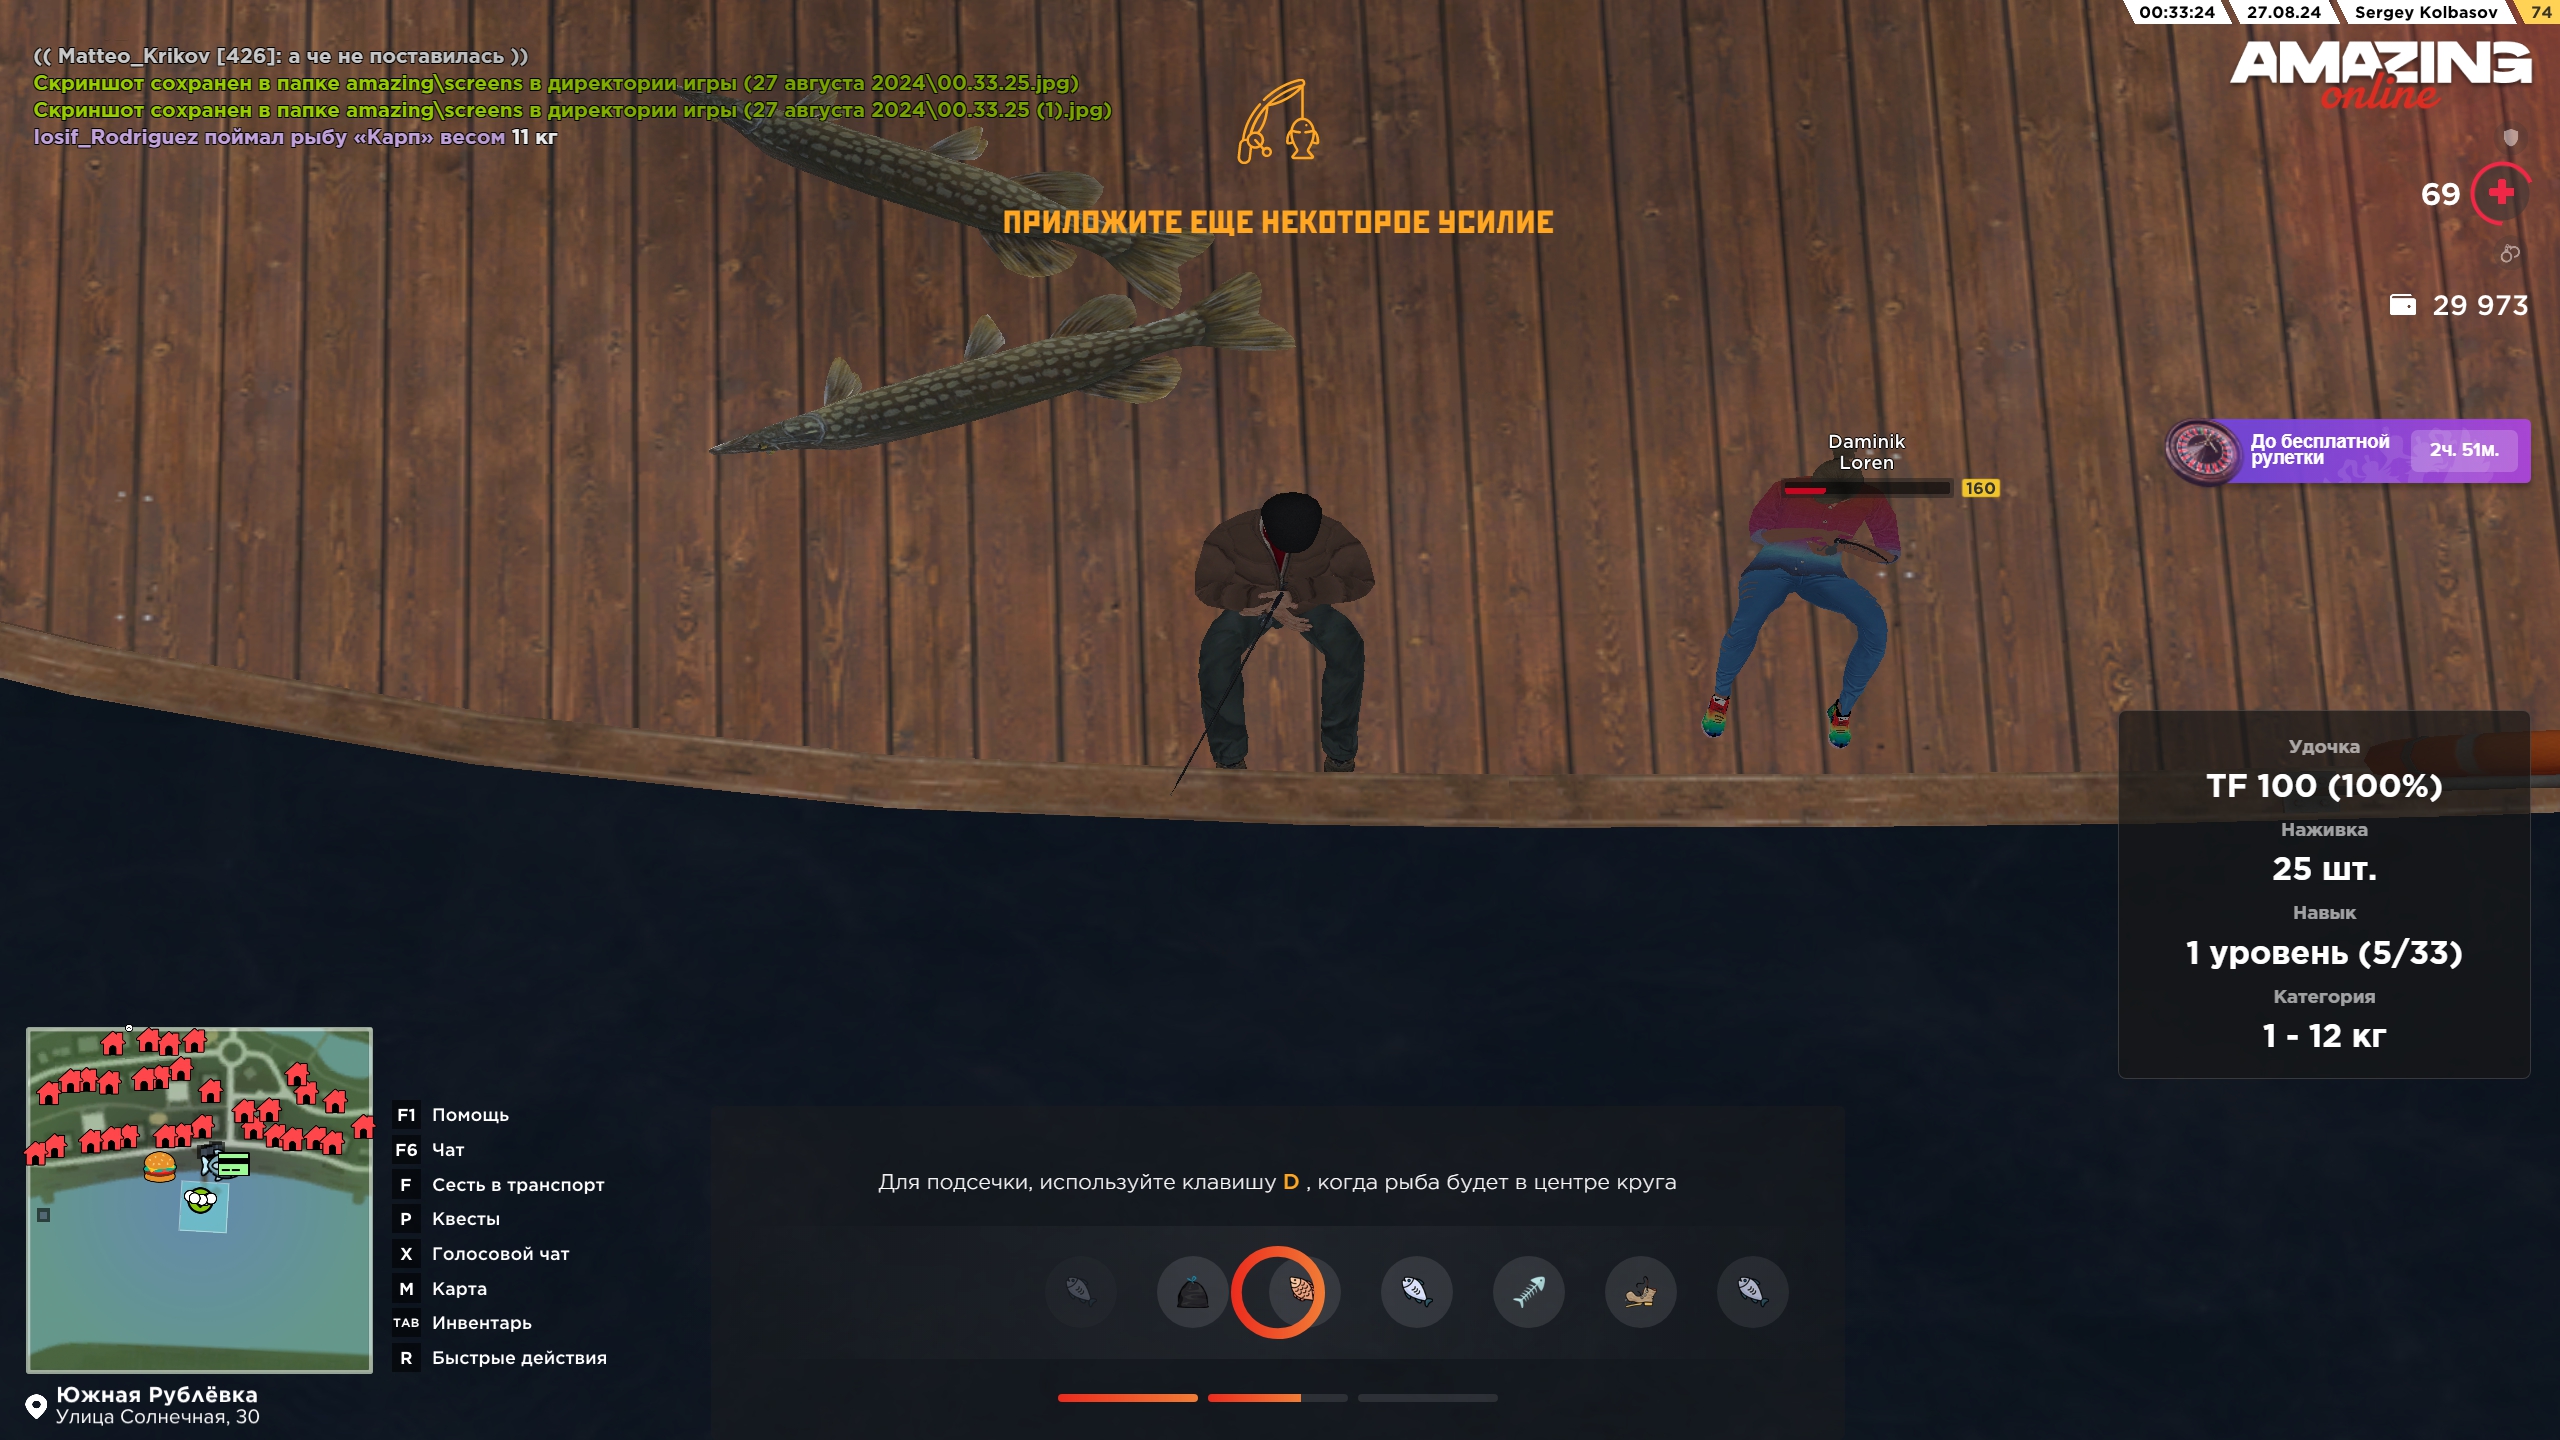 00:33:24 27.08.24 Sergey Kolbasov 74
AMAZING
online
(( Matteo_Krikov [426]: а че не поставилась ))
Скриншот сохранен в папке amazing\screens в директории игры (27 августа 2024\00.33.25.jpg)
Скриншот сохранен в папке amazing\screens в директории игры (27 августа 2024\00.33.25 (1).jpg)
Iosif_Rodriguez поймал рыбу «Карп» весом 11 кг
ПРИЛОЖИТЕ ЕЩЕ НЕКОТОРОЕ УСИЛИЕ
69
29 973
До бесплатной
рулетки
2ч. 51м.
Daminik
Loren
160
Удочка
TF 100 (100%)
Наживка
25 шт.
Навык
1 уровень (5/33)
Категория
1 - 12 кг
F1 Помощь
F6 Чат
F Сесть в транспорт
P Квесты
X Голосовой чат
M Карта
TAB Инвентарь
R Быстрые действия
Для подсечки, используйте клавишу D , когда рыба будет в центре круга
Южная Рублёвка
Улица Солнечная, 30